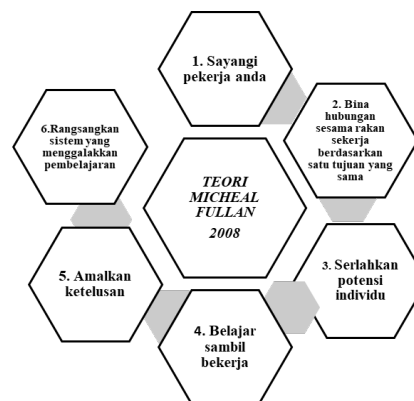 1. Sayangi
pekerja anda
2. Bina
hubungan
sesama rakan
sekerja
berdasarkan
satu tujuan yang
sama
3. Serlahkan
potensi
individu
4. Belajar
sambil
bekerja
5. Amalkan
ketelusan
6.Rangsangkan
sistem yang
menggalakkan
pembelajaran
TEORI
MICHEAL
FULLAN
2008